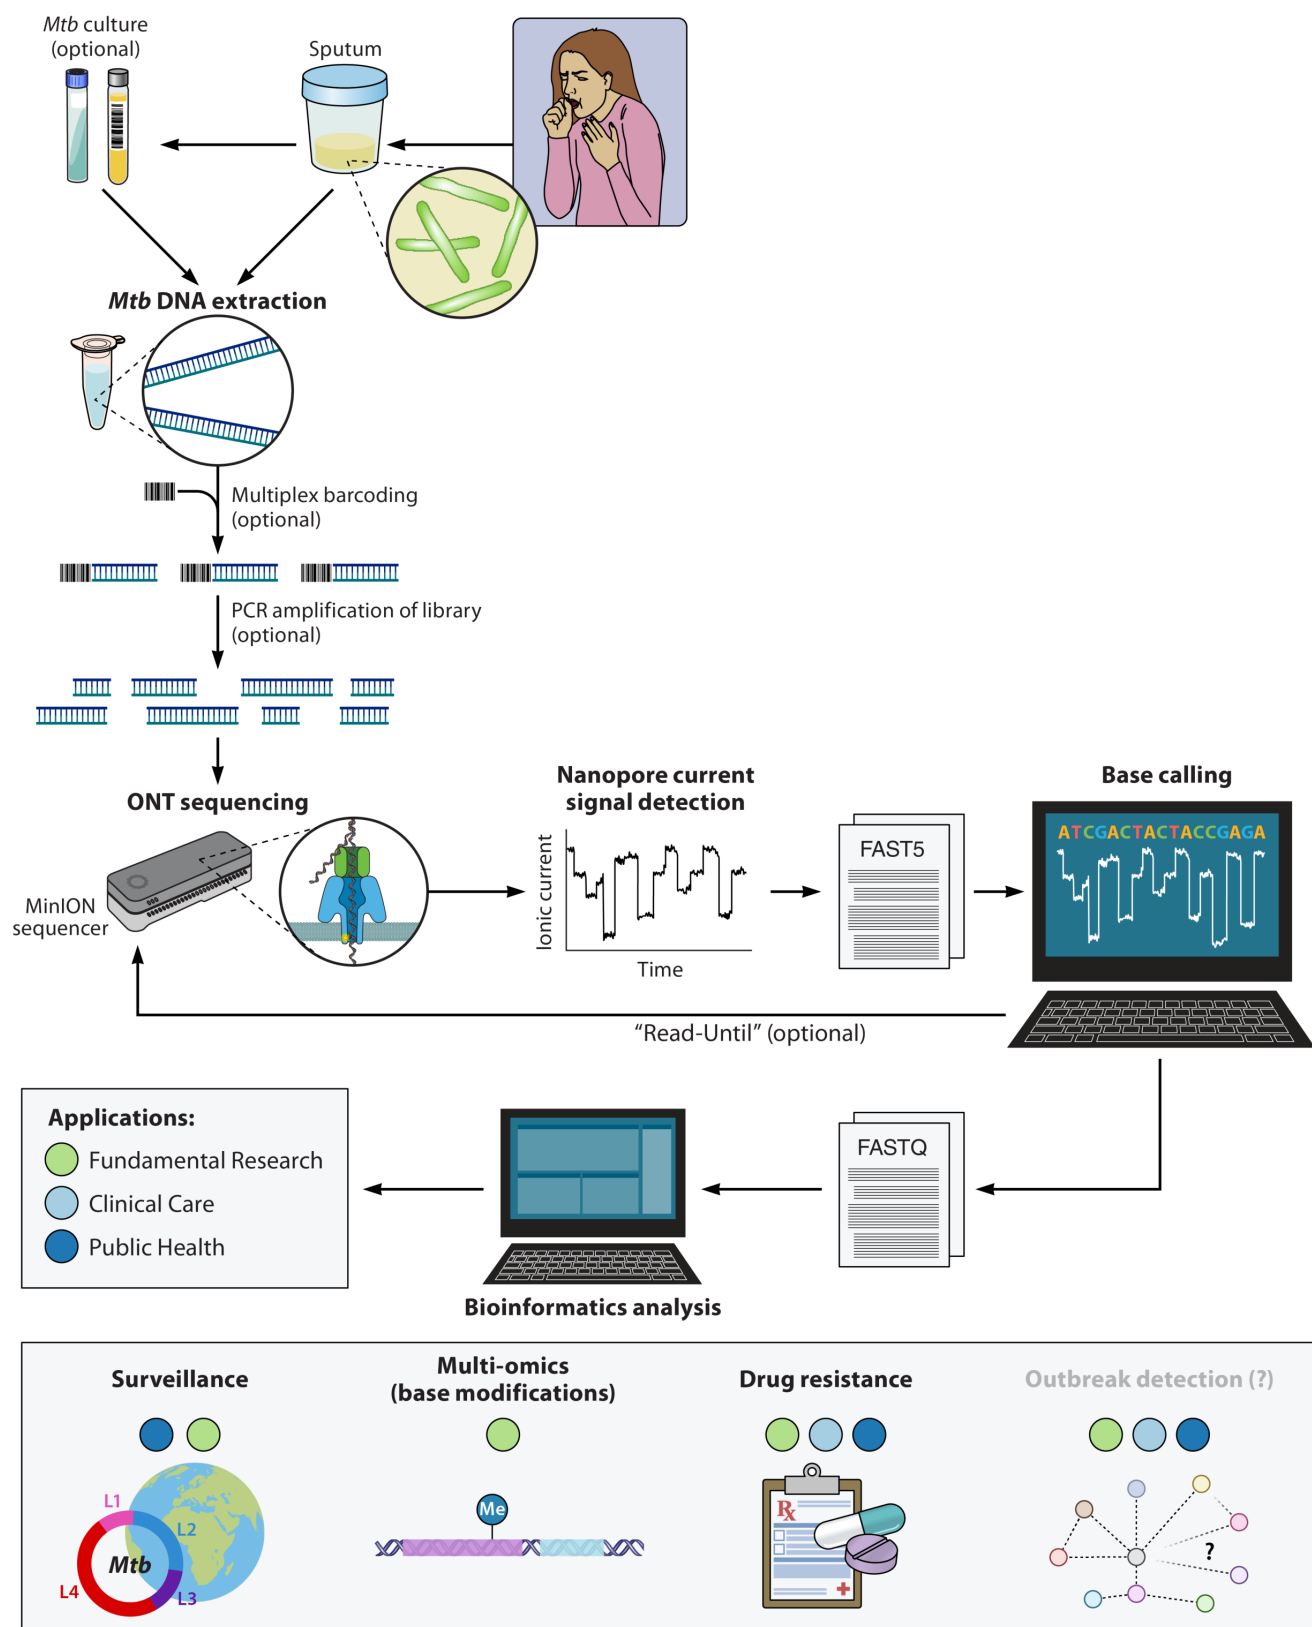 Mtb culture
(optional)
Sputum
Mtb DNA extraction
Multiplex barcoding
(optional)
PCR amplification of library
(optional)
ONT sequencing
MinION
sequencer
Nanopore current
signal detection
Ionic current
Time
FAST5
Base calling
ATCGACTACTACCGAGA
"Read-Until" (optional)
Applications:
Fundamental Research
Clinical Care
Public Health
Bioinformatics analysis
FASTQ
Surveillance
L1
L2
Mtb
L4
L3
Multi-omics
(base modifications)
Me
Drug resistance
Rx
Outbreak detection (?)
?